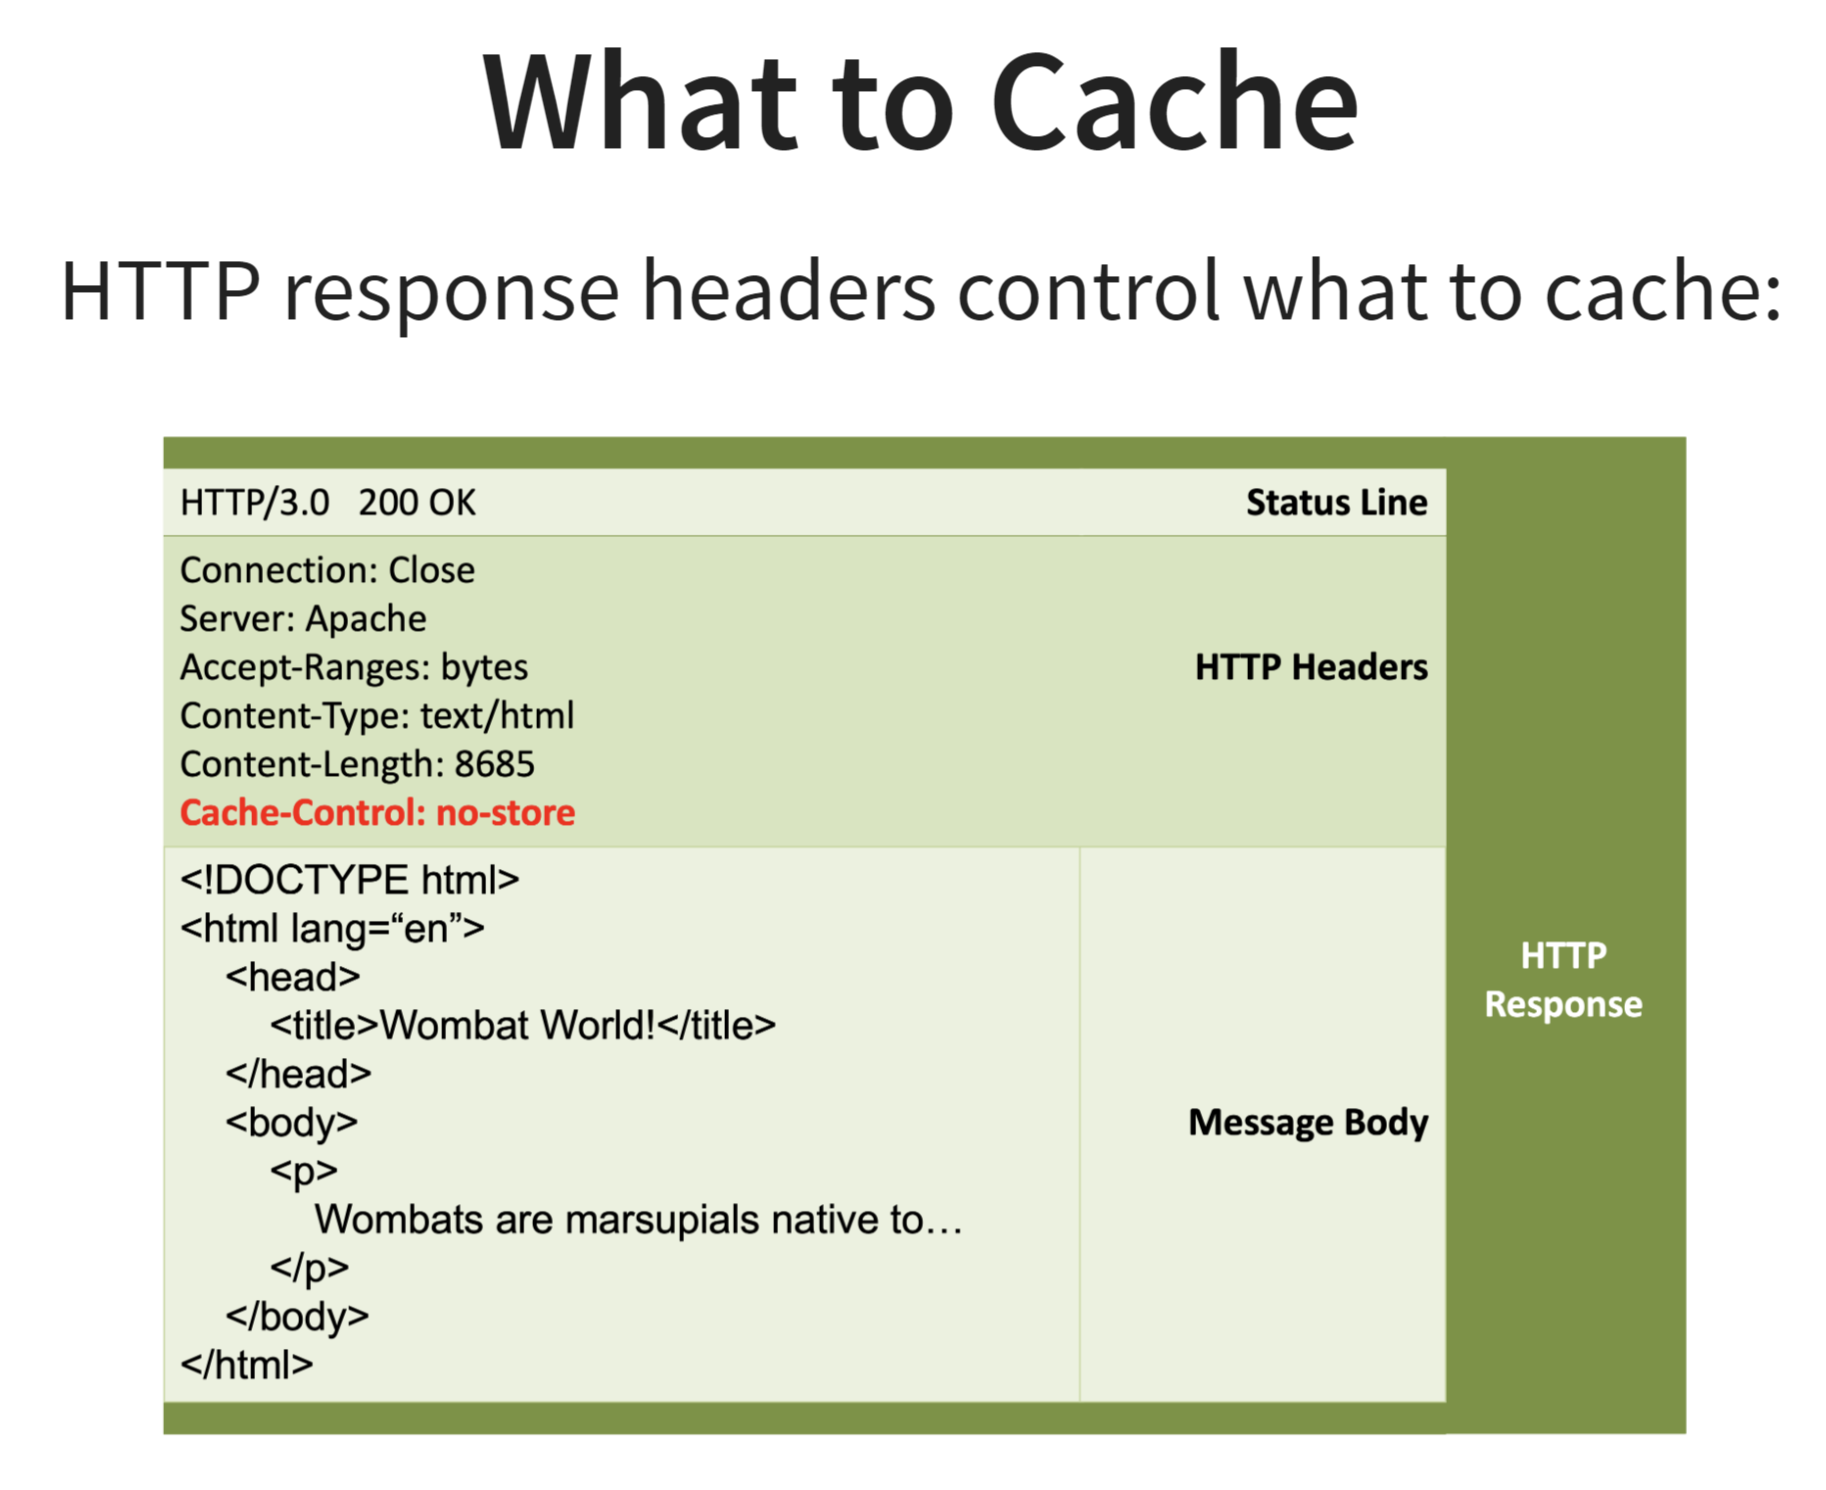 What to Cache
HTTP response headers control what to cache:
HTTP/3.0 200 OK
Status Line
Connection: Close
Server: Apache
Accept-Ranges: bytes
Content-Type: text/html
Content-Length: 8685
Cache-Control: no-store
HTTP Headers
<!DOCTYPE html>
<html lang=“en”>
<head>
<title>Wombat World!</title>
</head>
<body>
<p>
Wombats are marsupials native to…
</p>
</body>
</html>
Message Body
HTTP
Response